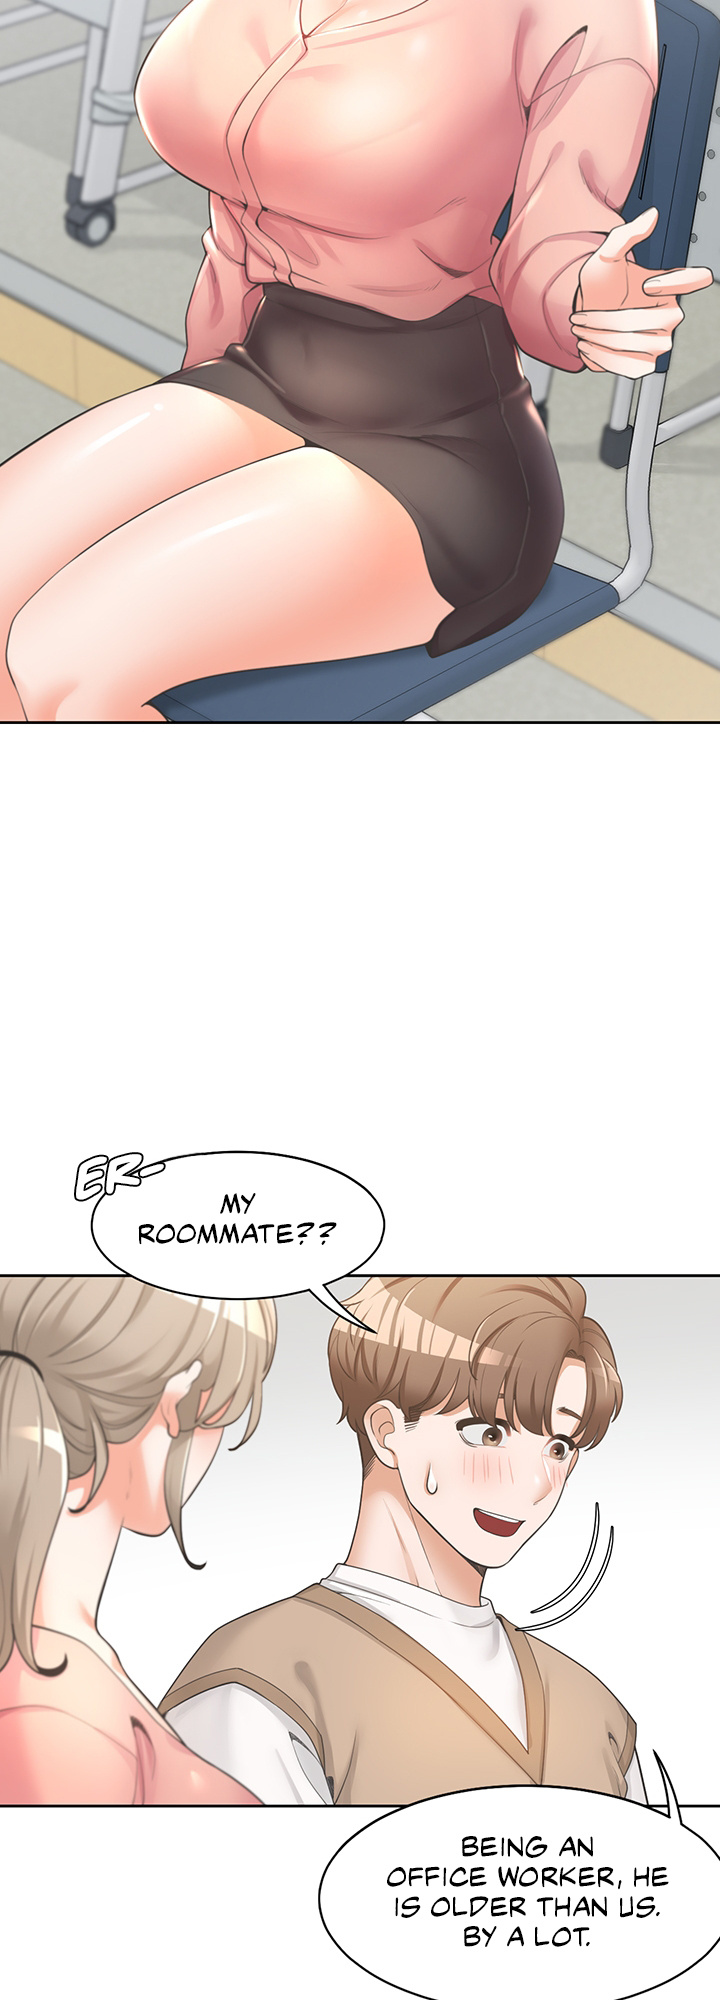 ER-
MY
ROOMMATE??
BEING AN
OFFICE WORKER, HE
IS OLDER THAN US.
BY A LOT.